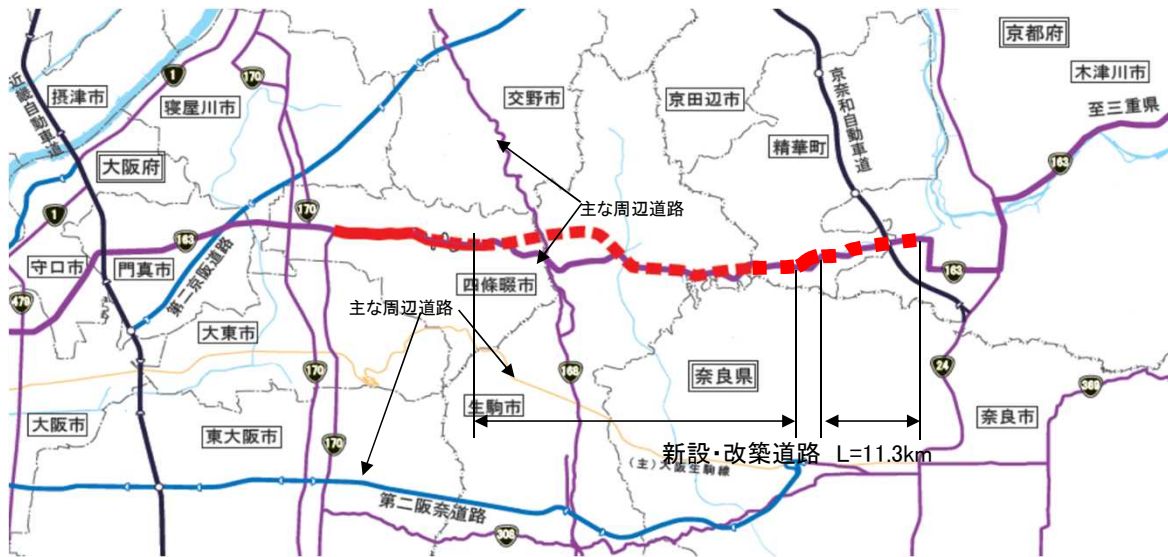 京都府
木津川市
至三重県
163
京奈和自動車道
京田辺市
精華町
交野市
主な周辺道路
170
1
寝屋川市
摂津市
近畿自動車道
大阪府
1
170
163
守口市
門真市
第二京阪道路
479
大東市
四條畷市
主な周辺道路
163
24
369
奈良県
168
170
生駒市
大阪市
東大阪市
170
奈良市
新設・改築道路 L=11.3km
(主)大阪生駒線
第二阪奈道路
308